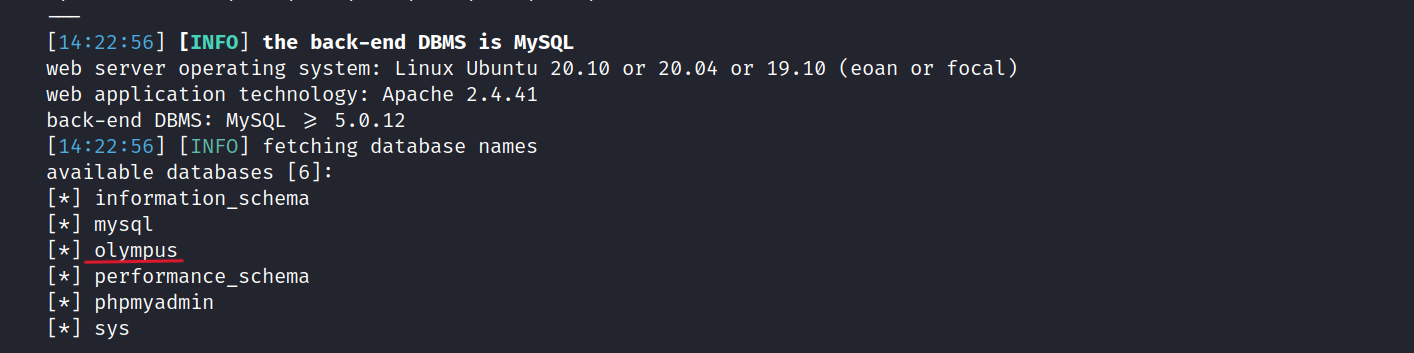 ---
[14:22:56] [INFO] the back-end DBMS is MySQL
web server operating system: Linux Ubuntu 20.10 or 20.04 or 19.10 (eoan or focal)
web application technology: Apache 2.4.41
back-end DBMS: MySQL >= 5.0.12
[14:22:56] [INFO] fetching database names
available databases [6]:
[*] information_schema
[*] mysql
[*] olympus
[*] performance_schema
[*] phpmyadmin
[*] sys